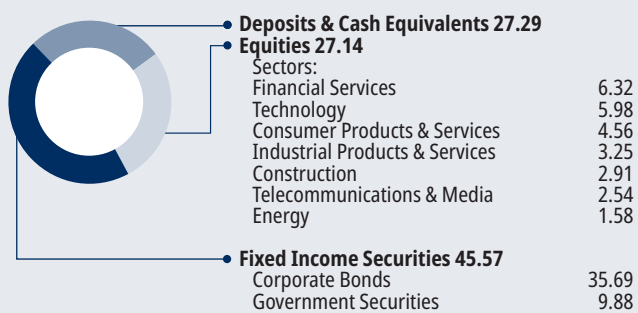 Deposits & Cash Equivalents 27.29
Equities 27.14
Sectors:
Financial Services 6.32
Technology 5.98
Consumer Products & Services 4.56
Industrial Products & Services 3.25
Construction 2.91
Telecommunications & Media 2.54
Energy 1.58
Fixed Income Securities 45.57
Corporate Bonds 35.69
Government Securities 9.88